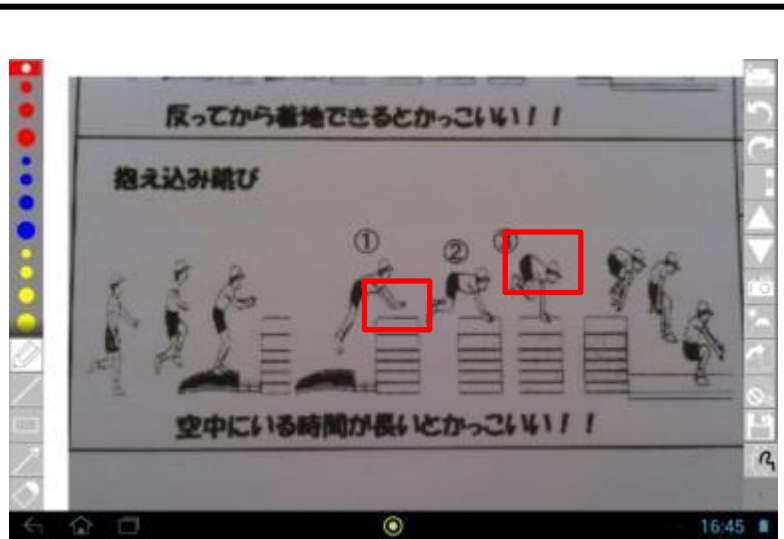 反ってから着地できるとかっこいい！！
抱え込み跳び
① ② ③
空中にいる時間が長いとかっこいい！！
16:45